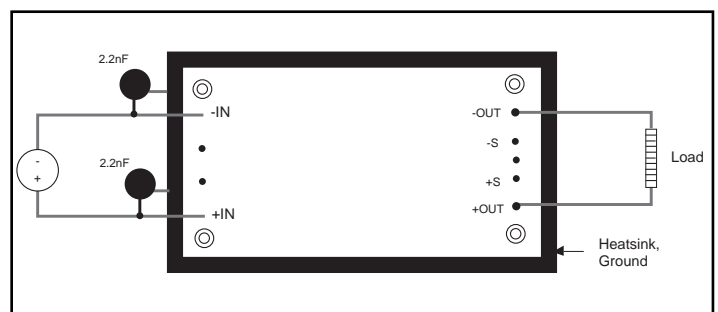 2.2nF
-IN
-OUT
-S
-
+
2.2nF
Load
+S
+OUT
+IN
Heatsink,
Ground